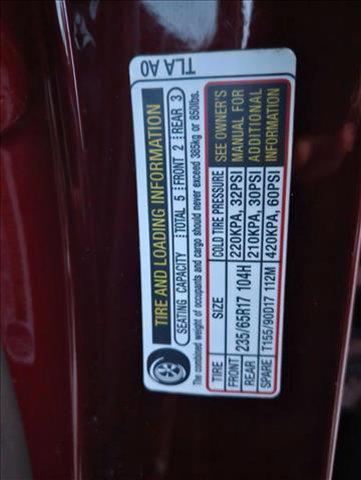 TLA A0
TIRE AND LOADING INFORMATION
SEATING CAPACITY TOTAL 5 FRONT 2 REAR 3
The combined weight of occupants and cargo should never exceed 385kg or 850lbs.
TIRE SIZE COLD TIRE PRESSURE SEE OWNER'S
FRONT 235/65R17 104H 220KPA, 32PSI MANUAL FOR
REAR 210KPA, 30PSI ADDITIONAL
SPARE T155/90D17 112M 420KPA, 60PSI INFORMATION